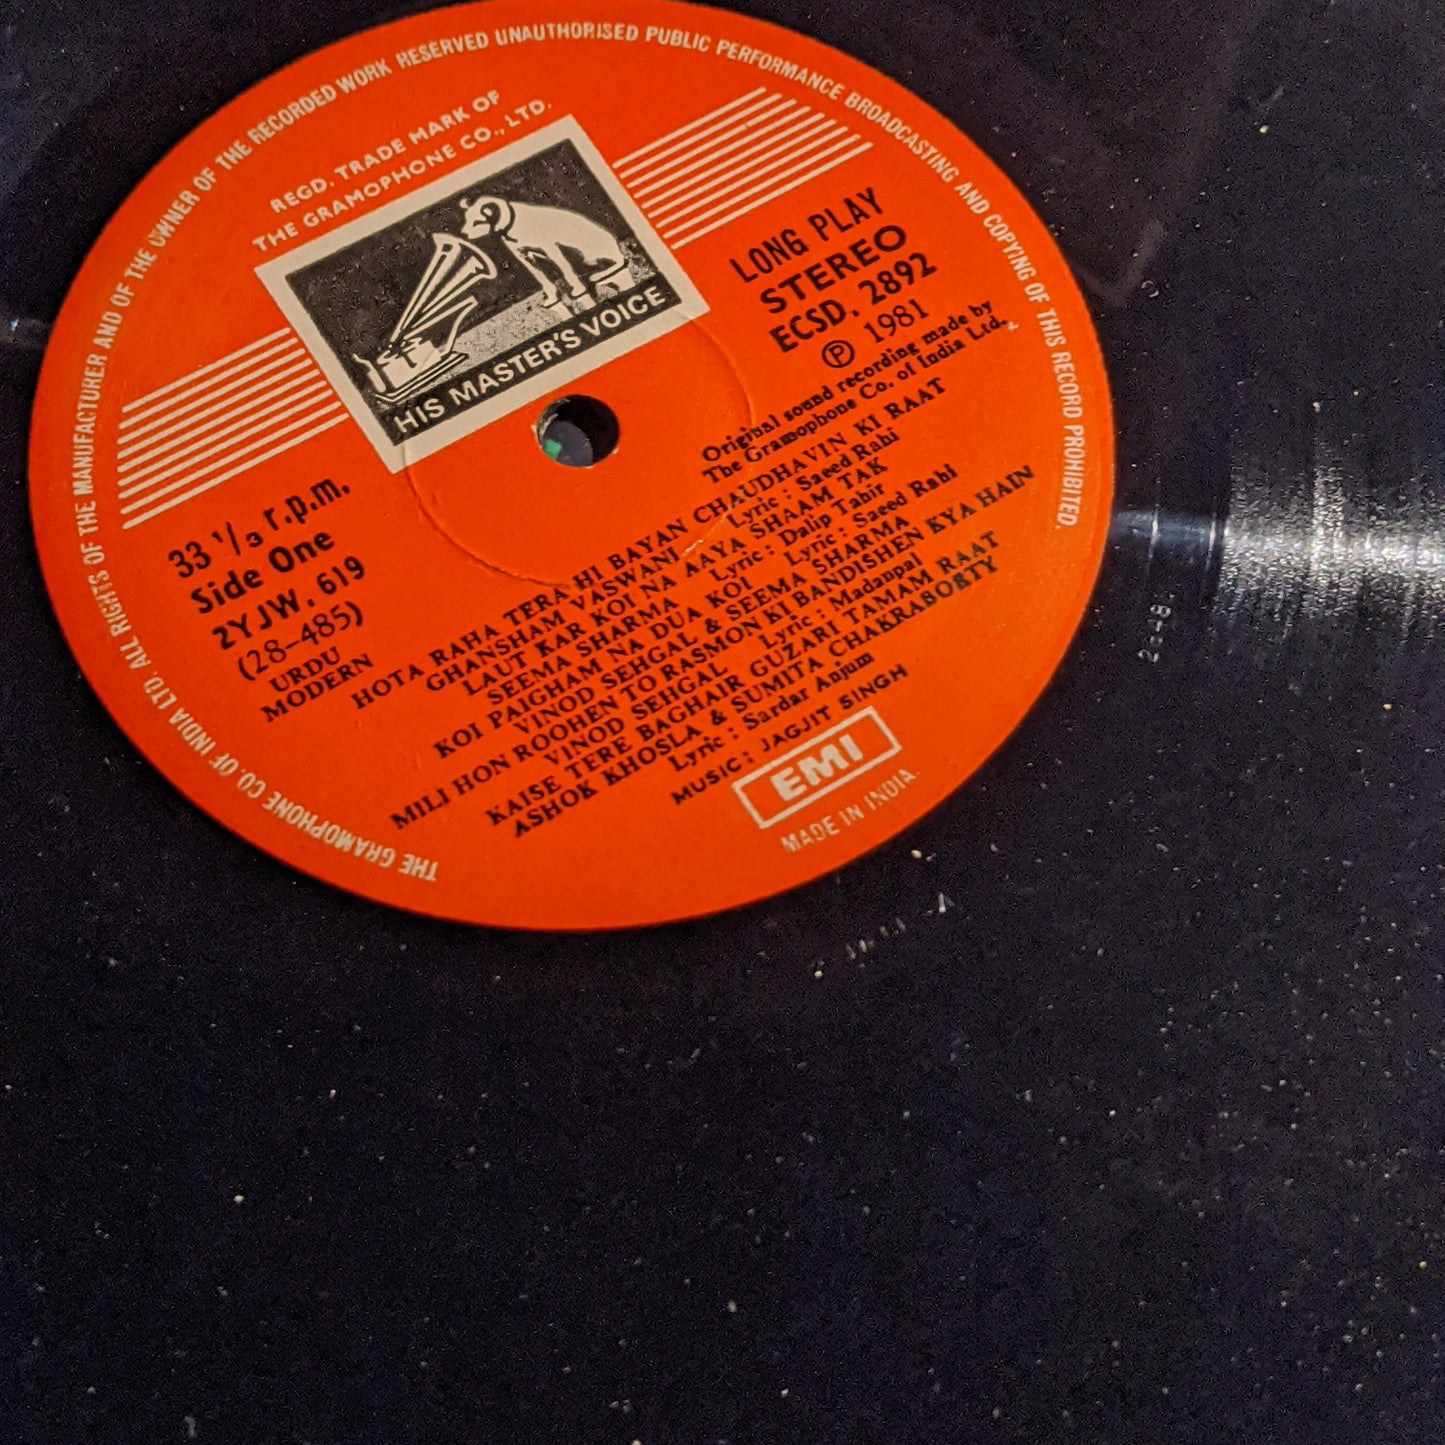 THE GRAMOPHONE CO. OF INDIA LTD. ALL RIGHTS OF THE MANUFACTURER AND OF THE OWNER OF THE RECORDED WORK RESERVED UNAUTHORISED PUBLIC PERFORMANCE BROADCASTING AND COPYING OF THIS RECORD PROHIBITED.
REGD. TRADE MARK OF
THE GRAMOPHONE CO., LTD.
HIS MASTER'S VOICE
LONG PLAY
STEREO
ECSD. 2892
℗ 1981
Original sound recording made by
The Gramophone Co. of India Ltd.
33 1/3 r.p.m.
Side One
2YJW. 619
(28–485)
URDU
MODERN
HOTA RAHA TERA HI BAYAN CHAUDHAVIN KI RAAT
GHANSHAM VASWANI Lyric : Saeed Rahi
LAUT KAR KOI NA AAYA SHAAM TAK
SEEMA SHARMA Lyric : Dalip Tahir
KOI PAIGHAM NA DUA KOI Lyric : Saeed Rahi
VINOD SEHGAL & SEEMA SHARMA
MILI HON ROOHEN TO RASMON KI BANDISHEN KYA HAIN
VINOD SEHGAL Lyric : Madanpal
KAISE TERE BAGHAIR GUZARI TAMAM RAAT
ASHOK KHOSLA & SUMITA CHAKRABORTY
Lyric : Sardar Anjum
MUSIC : JAGJIT SINGH
EMI
MADE IN INDIA.